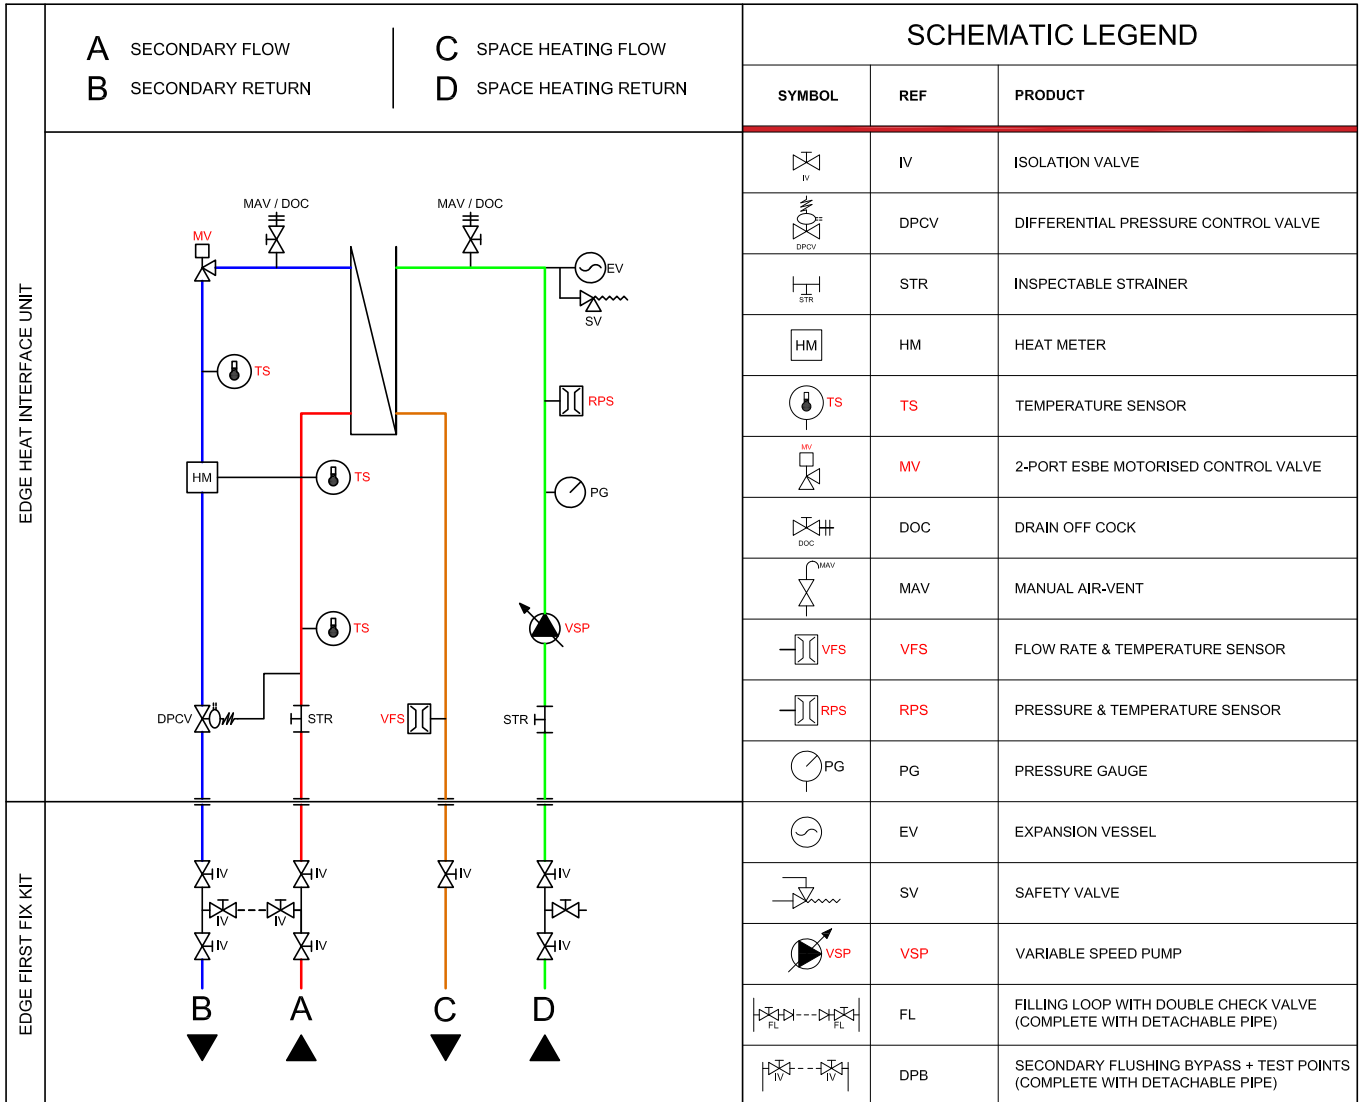 A SECONDARY FLOW
B SECONDARY RETURN
C SPACE HEATING FLOW
D SPACE HEATING RETURN
EDGE HEAT INTERFACE UNIT
MAV / DOC
MAV / DOC
MV
EV
SV
TS
RPS
HM
TS
PG
TS
VSP
DPCV
STR
VFS
STR
EDGE FIRST FIX KIT
IV
IV
IV
IV
IV
IV
IV
IV
IV
B
A
C
D
SCHEMATIC LEGEND
SYMBOL REF PRODUCT
IV
IV
ISOLATION VALVE
DPCV
DPCV
DIFFERENTIAL PRESSURE CONTROL VALVE
STR
STR
INSPECTABLE STRAINER
HM
HM
HEAT METER
TS
TS
TEMPERATURE SENSOR
MV
MV
2-PORT ESBE MOTORISED CONTROL VALVE
DOC
DOC
DRAIN OFF COCK
MAV
MAV
MANUAL AIR-VENT
VFS
VFS
FLOW RATE & TEMPERATURE SENSOR
RPS
RPS
PRESSURE & TEMPERATURE SENSOR
PG
PG
PRESSURE GAUGE
EV
EXPANSION VESSEL
SV
SAFETY VALVE
VSP
VSP
VARIABLE SPEED PUMP
FL FL
FL
FILLING LOOP WITH DOUBLE CHECK VALVE
(COMPLETE WITH DETACHABLE PIPE)
IV IV
DPB
SECONDARY FLUSHING BYPASS + TEST POINTS
(COMPLETE WITH DETACHABLE PIPE)